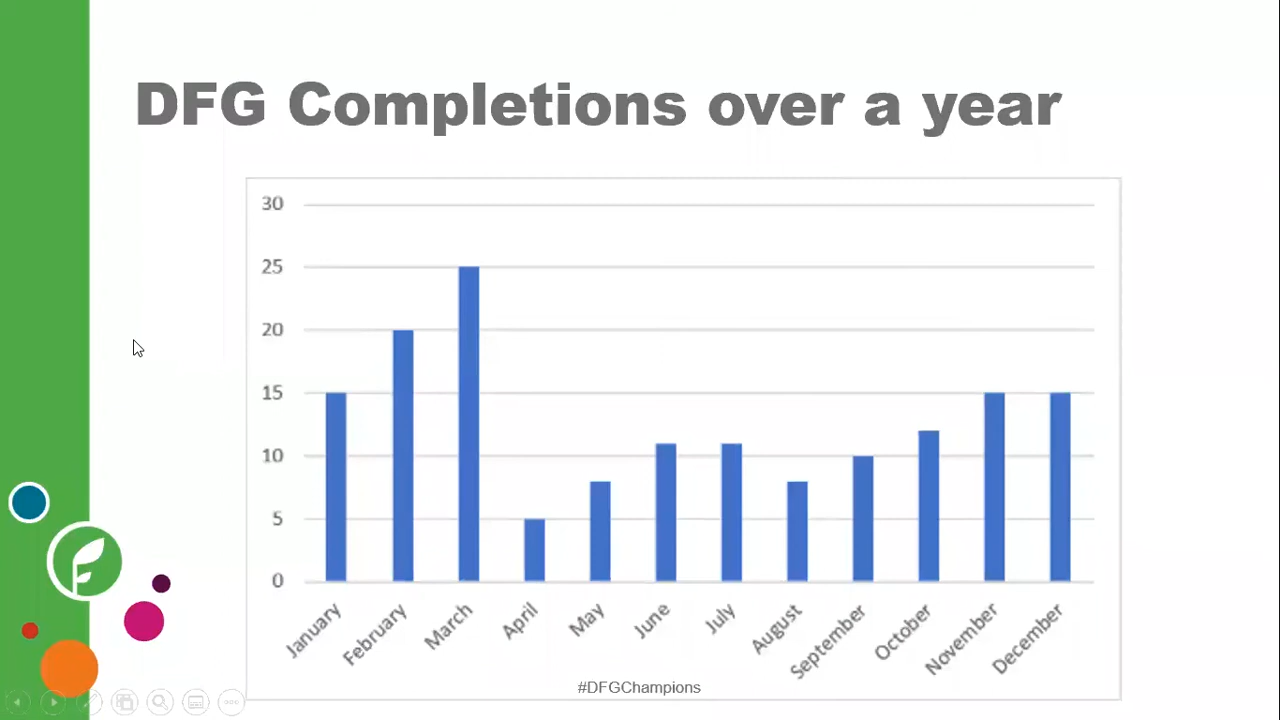 DFG Completions over a year
30
25
20
15
10
5
0
January
February
March
April
May
June
July
August
September
October
November
December
#DFGChampions